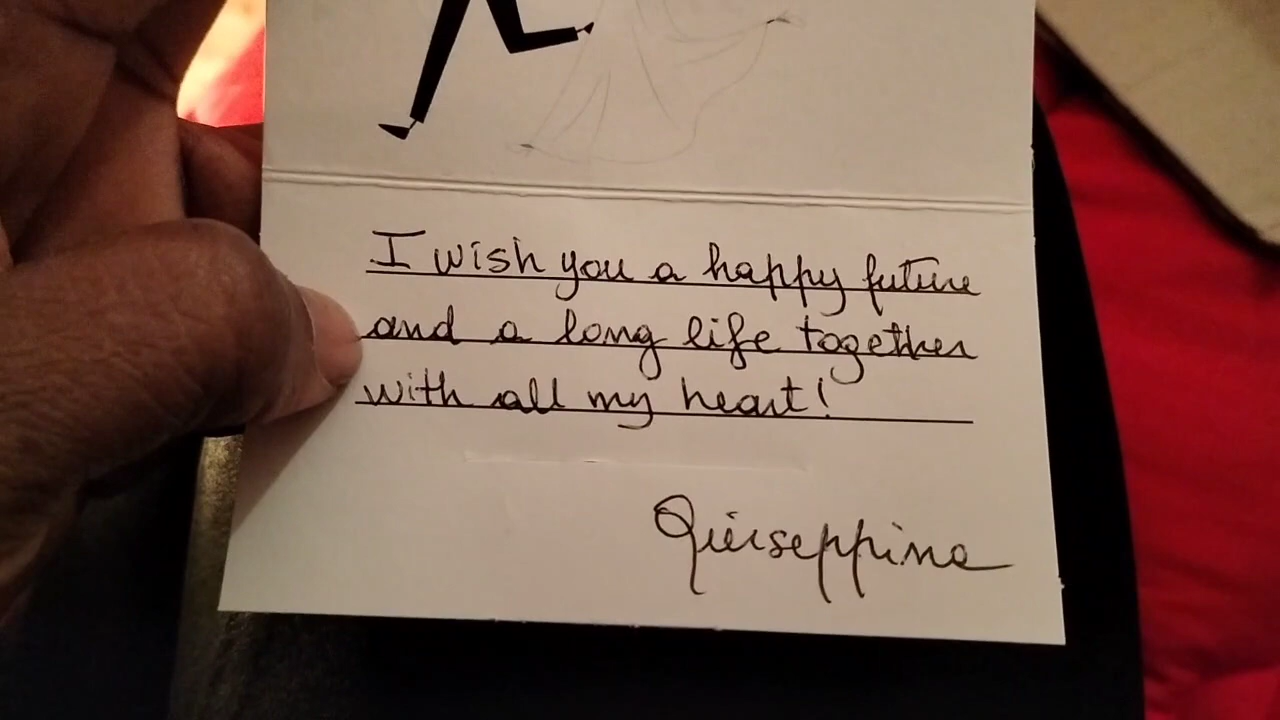 I wish you a happy future
and a long life together
with all my heart!
Giuseppina